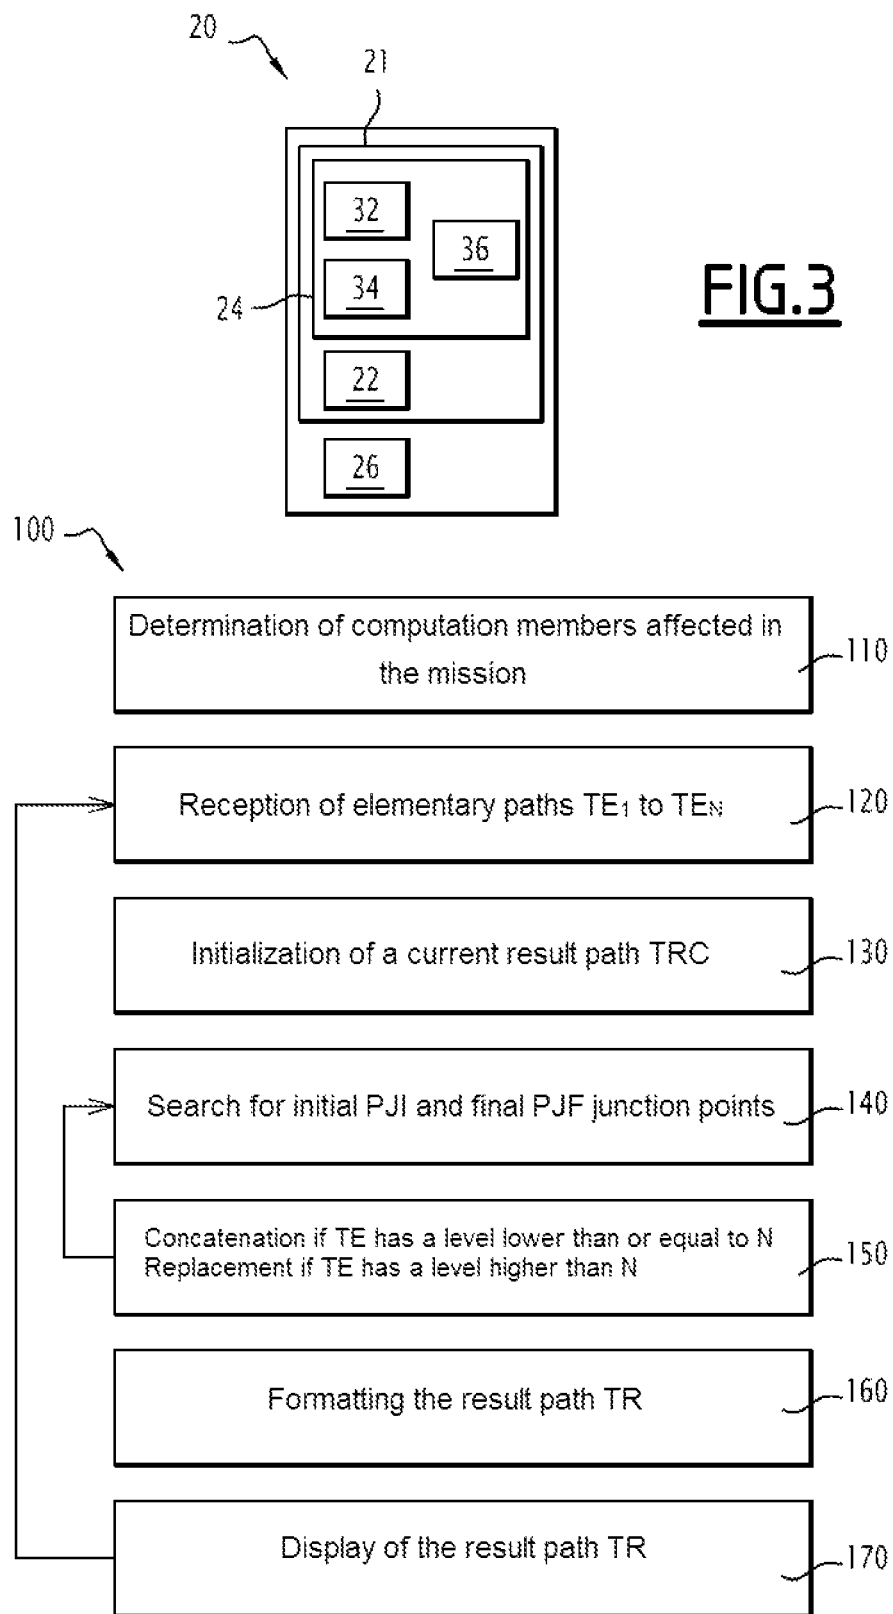 20
21
32
36
34
24
FIG.3
22
26
100
Determination of computation members affected in
the mission
110
Reception of elementary paths TE₁ to TEɴ
120
Initialization of a current result path TRC
130
Search for initial PJI and final PJF junction points
140
Concatenation if TE has a level lower than or equal to N
Replacement if TE has a level higher than N
150
Formatting the result path TR
160
Display of the result path TR
170